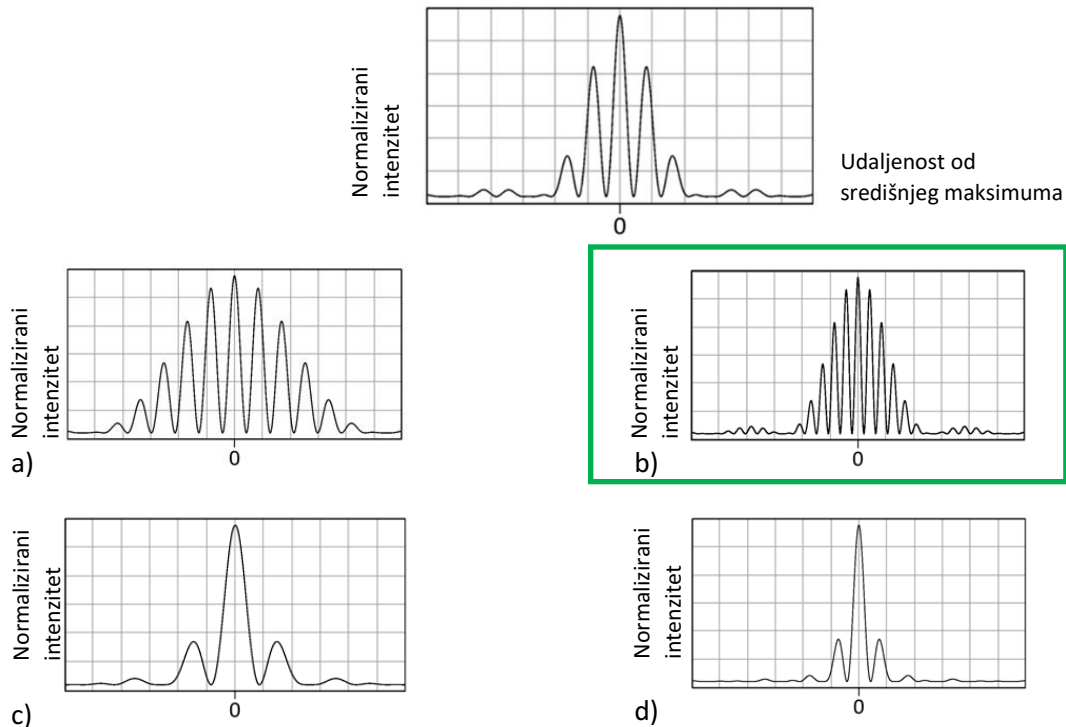 Normalizirani
intenzitet
Udaljenost od
središnjeg maksimuma
0
Normalizirani
intenzitet
0
a)
Normalizirani
intenzitet
0
b)
Normalizirani
intenzitet
0
c)
Normalizirani
intenzitet
0
d)